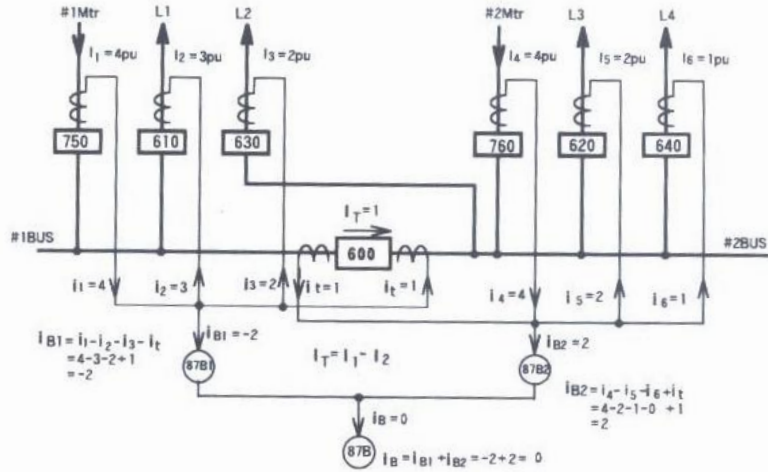 #1Mtr L1 L2 #2Mtr L3 L4
I1=4pu I2=3pu I3=2pu I4=4pu I5=2pu I6=1pu
750 610 630 760 620 640
IT=1
#1BUS 600 #2BUS
i1=4 i2=3 i3=2 it=1 it=1 i4=4 i5=2 i6=1
iB1=i1-i2-i3-it
=4-3-2+1
=-2
iB1=-2
87B1
IT=I1-I2
iB2=2
87B2
iB2=i4-i5-i6+it
=4-2-1-0 +1
=2
iB=0
87B
iB=iB1+iB2=-2+2=0